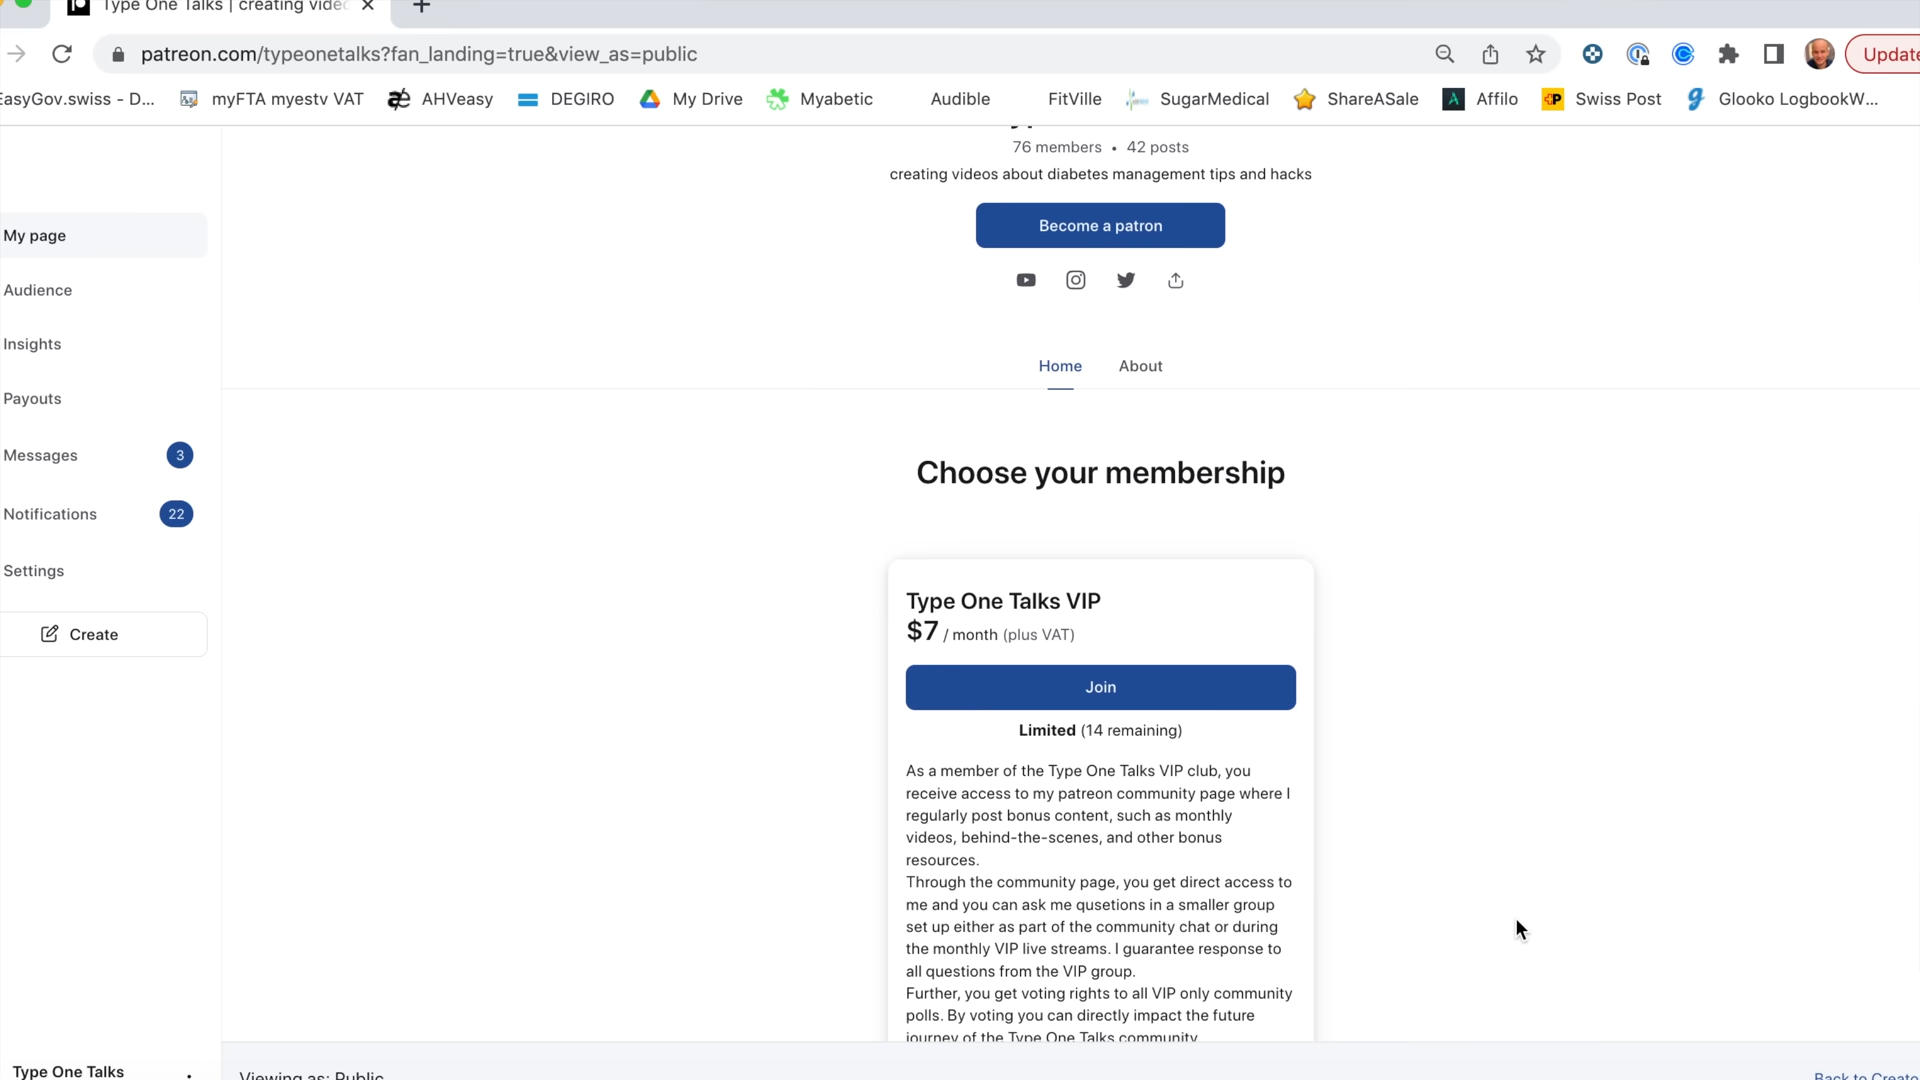 Type One Talks | creating vide
patreon.com/typeonetalks?fan_landing=true&view_as=public
Update
EasyGov.swiss - D... myFTA myestv VAT AHVeasy DEGIRO My Drive Myabetic Audible FitVille SugarMedical ShareASale Affilo Swiss Post Glooko LogbookW...
76 members • 42 posts
creating videos about diabetes management tips and hacks
Become a patron
My page
Audience
Insights
Payouts
Messages 3
Notifications 22
Settings
Create
Home About
Choose your membership
Type One Talks VIP
$7 / month (plus VAT)
Join
Limited (14 remaining)
As a member of the Type One Talks VIP club, you
receive access to my patreon community page where I
regularly post bonus content, such as monthly
videos, behind-the-scenes, and other bonus
resources.
Through the community page, you get direct access to
me and you can ask me qusetions in a smaller group
set up either as part of the community chat or during
the monthly VIP live streams. I guarantee response to
all questions from the VIP group.
Further, you get voting rights to all VIP only community
polls. By voting you can directly impact the future
journey of the Type One Talks community.
Type One Talks
Viewing as: Public
Back to Creato